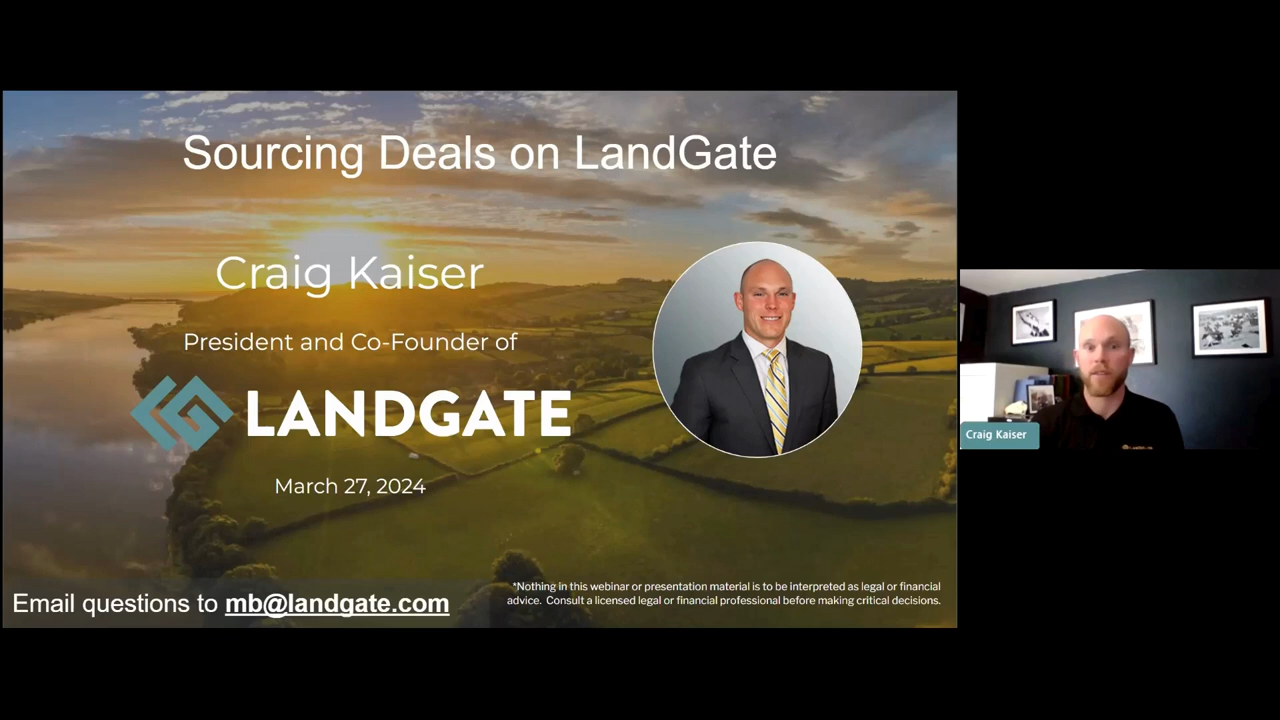 Sourcing Deals on LandGate
Craig Kaiser
President and Co-Founder of
LANDGATE
March 27, 2024
Email questions to mb@landgate.com
*Nothing in this webinar or presentation material is to be interpreted as legal or financial
advice. Consult a licensed legal or financial professional before making critical decisions.
Craig Kaiser